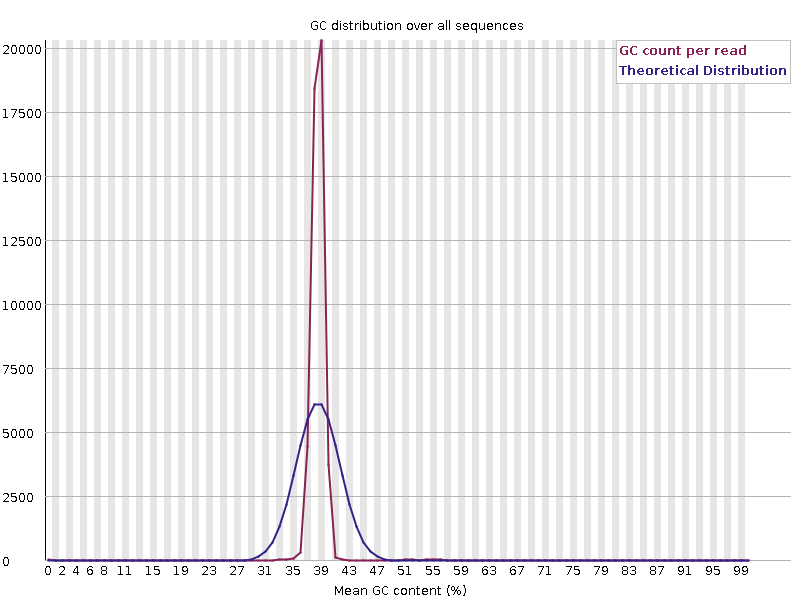 GC distribution over all sequences
GC count per read
Theoretical Distribution
20000
17500
15000
12500
10000
7500
5000
2500
0
0 2 4 6 8 11 15 19 23 27 31 35 39 43 47 51 55 59 63 67 71 75 79 83 87 91 95 99
Mean GC content (%)